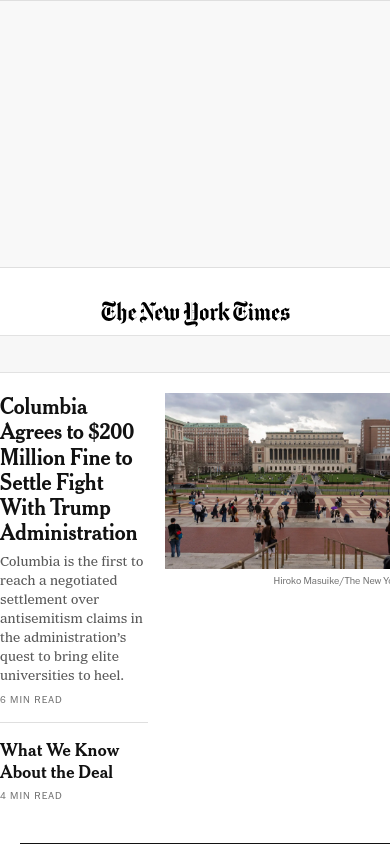 The New York Times
Columbia
Agrees to $200
Million Fine to
Settle Fight
With Trump
Administration
Columbia is the first to
reach a negotiated
settlement over
antisemitism claims in
the administration's
quest to bring elite
universities to heel.
6 MIN READ
Hiroko Masuike/The New Yo
What We Know
About the Deal
4 MIN READ